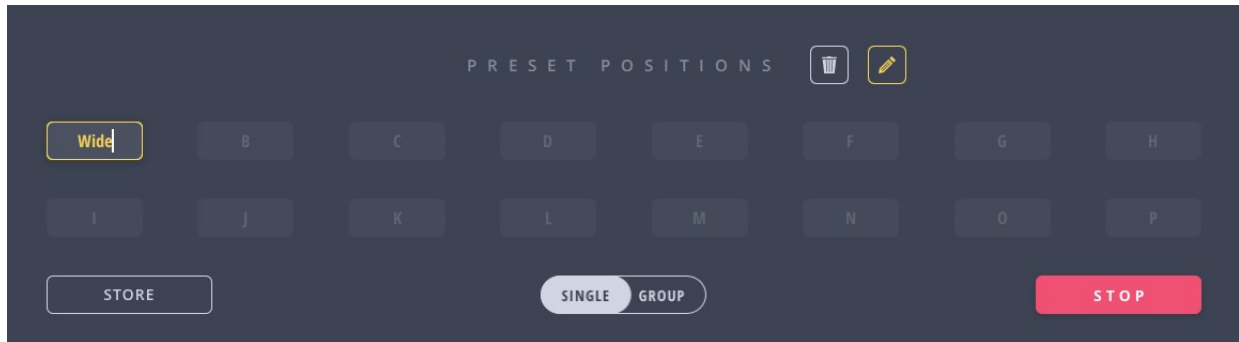 PRESET POSITIONS
Wide B C D E F G H
I J K L M N O P
STORE SINGLE GROUP STOP